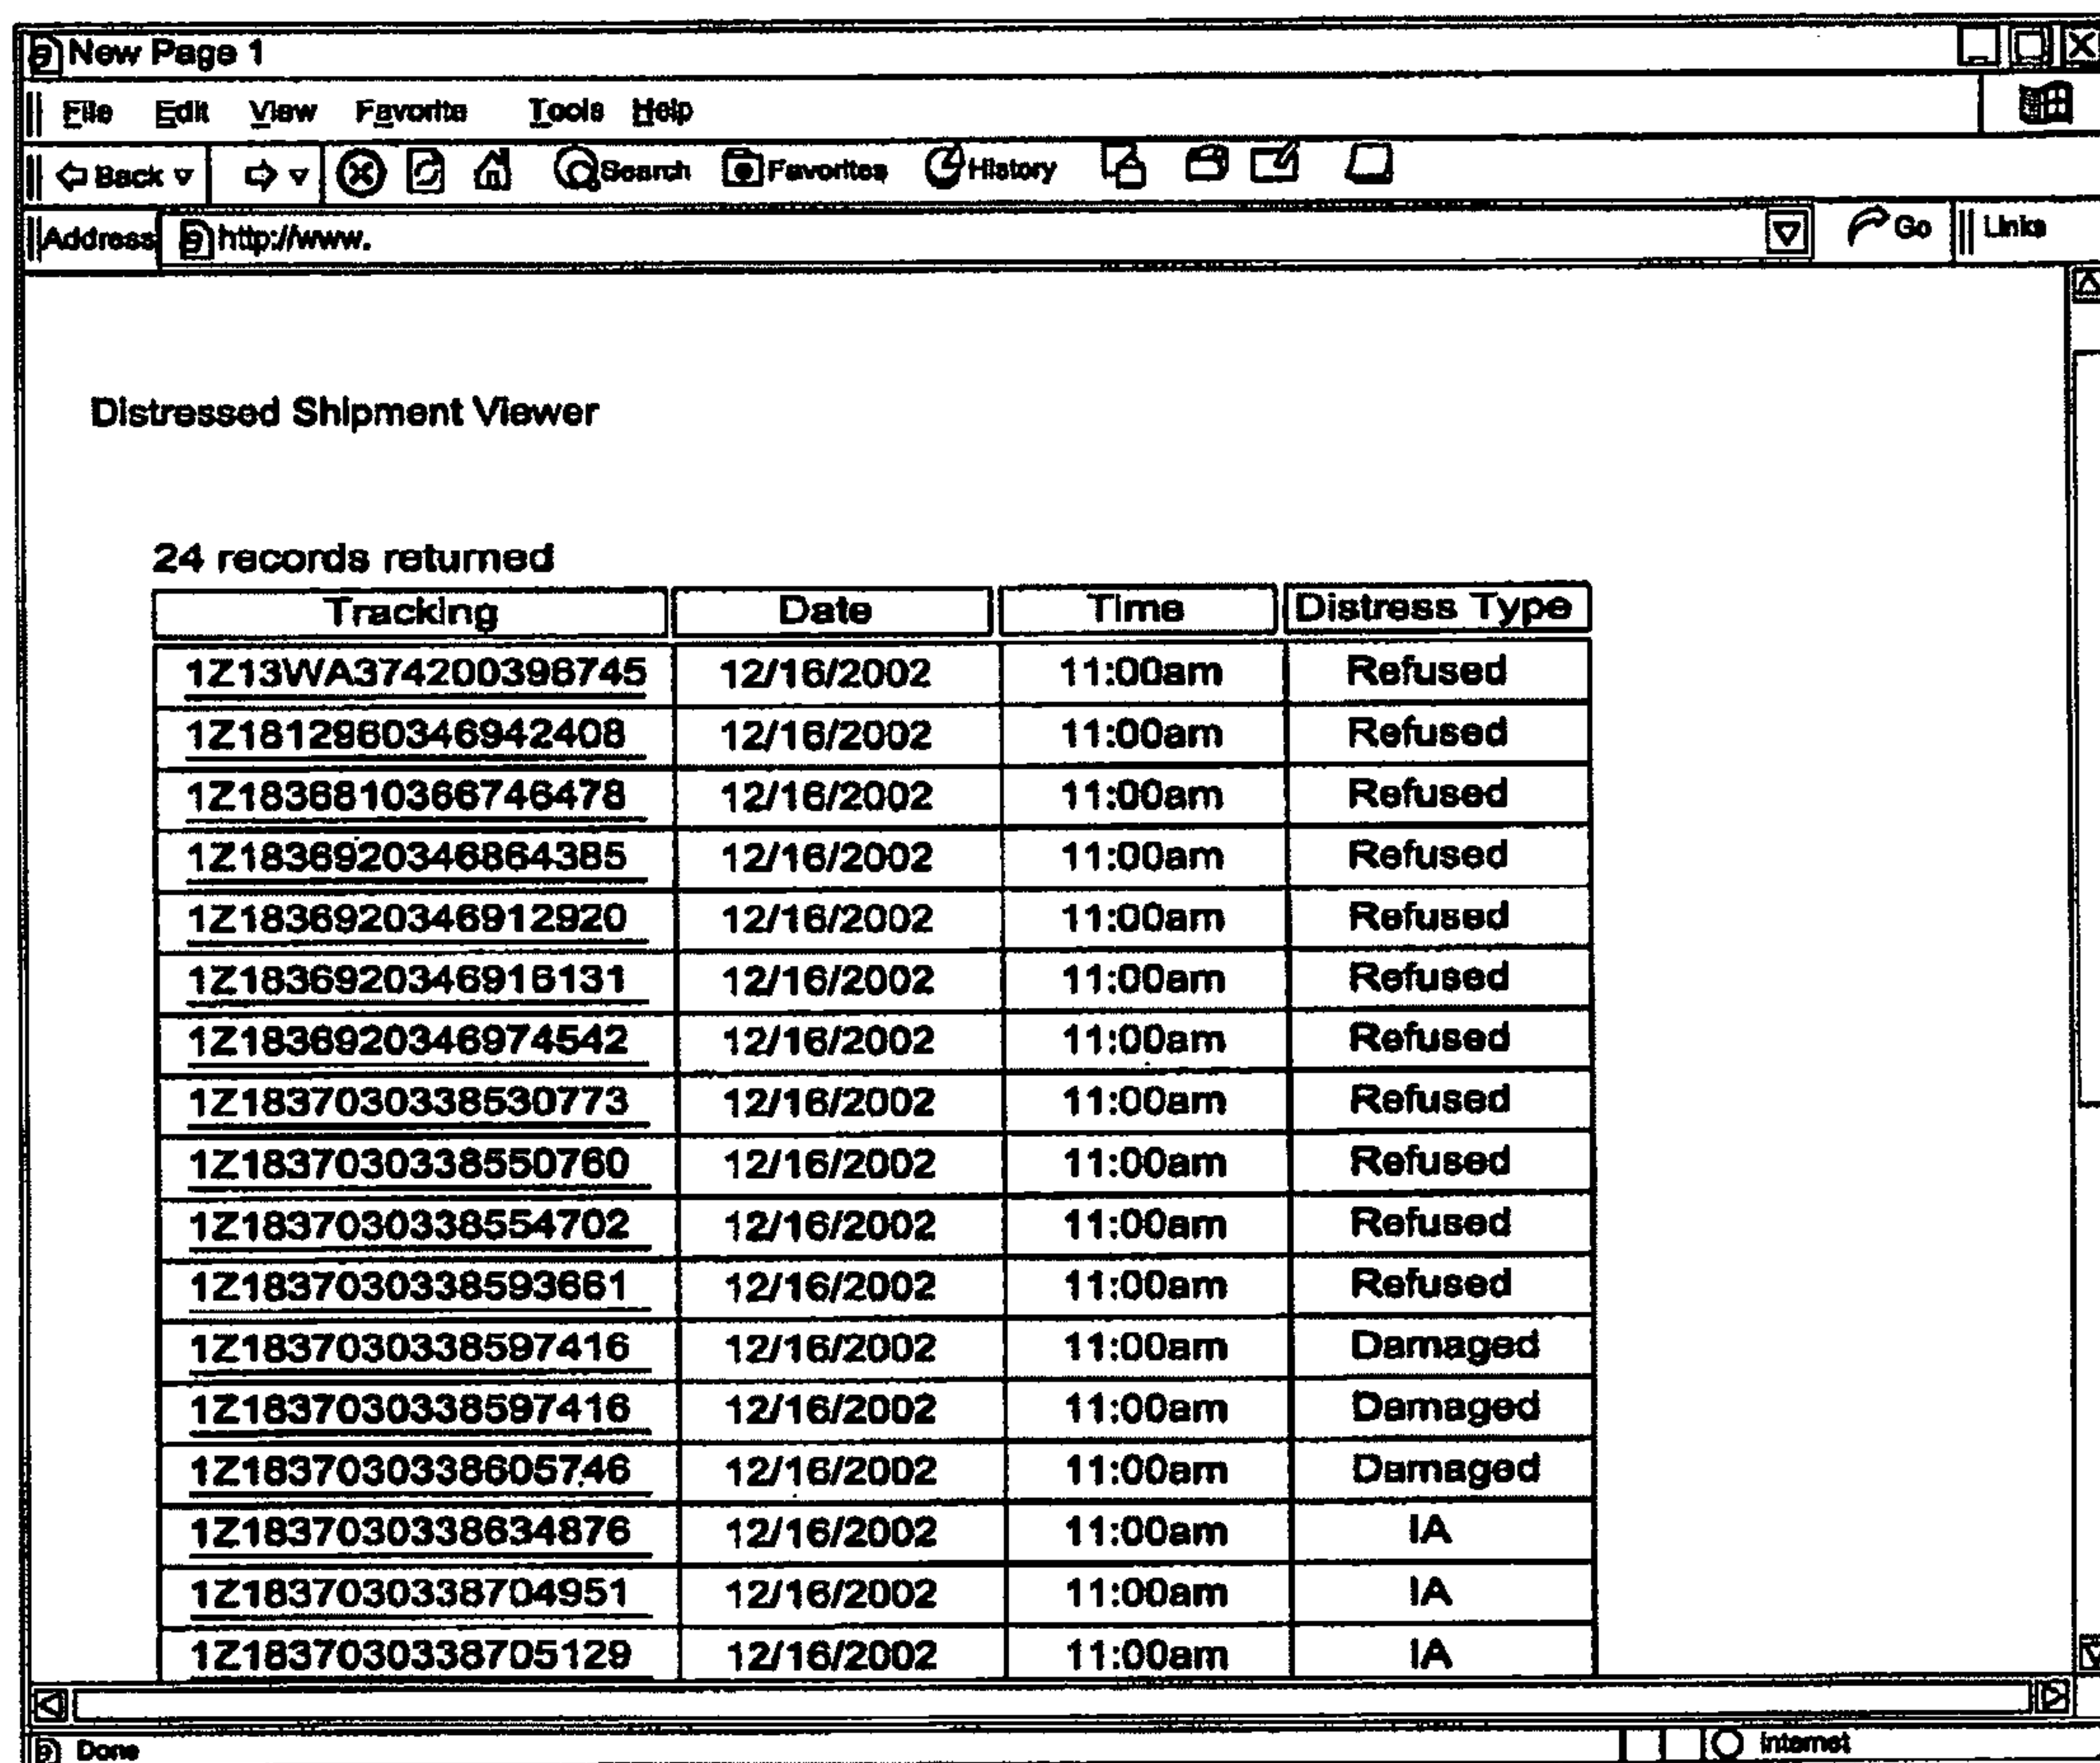 New Page 1
File Edit View Favorite Tools Help
Back Search Favorites History
Address http://www. Go Links
Distressed Shipment Viewer
24 records returned
Tracking Date Time Distress Type
1Z13WA374200396745 12/16/2002 11:00am Refused
1Z1812960346942408 12/16/2002 11:00am Refused
1Z1836810366746478 12/16/2002 11:00am Refused
1Z1836920346864385 12/16/2002 11:00am Refused
1Z1836920346912920 12/16/2002 11:00am Refused
1Z1836920346916131 12/16/2002 11:00am Refused
1Z1836920346974542 12/16/2002 11:00am Refused
1Z1837030338530773 12/16/2002 11:00am Refused
1Z1837030338550760 12/16/2002 11:00am Refused
1Z1837030338554702 12/16/2002 11:00am Refused
1Z1837030338593661 12/16/2002 11:00am Refused
1Z1837030338597416 12/16/2002 11:00am Damaged
1Z1837030338597416 12/16/2002 11:00am Damaged
1Z1837030338605746 12/16/2002 11:00am Damaged
1Z1837030338634876 12/16/2002 11:00am IA
1Z1837030338704951 12/16/2002 11:00am IA
1Z1837030338705129 12/16/2002 11:00am IA
Done internet